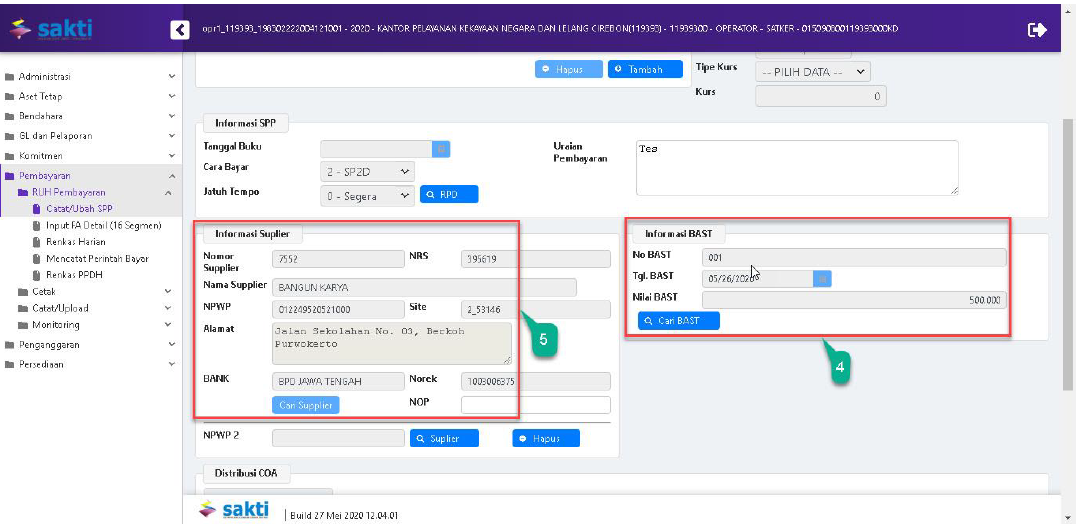 sakti
opr1_119393_198302222004121001 - 2020 - KANTOR PELAYANAN KEKAYAAN NEGARA DAN LELANG CIREBON(119393) - 11939300 - OPERATOR - SATKER - 015090800119393000KD
Administrasi
Aset Tetap
Bendahara
GL dan Pelaporan
Komitmen
Pembayaran
RUH Pembayaran
Catat/Ubah SPP
Input FA Detail (16 Segmen)
Renkas Harian
Mencatat Perintah Bayar
Renkas PPDH
Cetak
Catat/Upload
Monitoring
Penganggaran
Persediaan
Hapus
Tambah
Tipe Kurs
-- PILIH DATA --
Kurs
0
Informasi SPP
Tanggal Buku
Cara Bayar
2 - SP2D
Jatuh Tempo
0 - Segera
RPD
Uraian Pembayaran
Tes
Informasi Suplier
Nomor Supplier
7552
NRS
395619
Nama Supplier
BANGUN KARYA
NPWP
012249520521000
Site
2_53146
Alamat
Jalan Sekolahan No. 03, Berkoh
Purwokerto
BANK
BPD JAWA TENGAH
Norek
1003006375
Cari Supplier
NOP
5
NPWP 2
Suplier
Hapus
Informasi BAST
No BAST
001
Tgl. BAST
05/26/2020
Nilai BAST
500.000
Cari BAST
4
Distribusi COA
sakti
| Build 27 Mei 2020 12.04.01